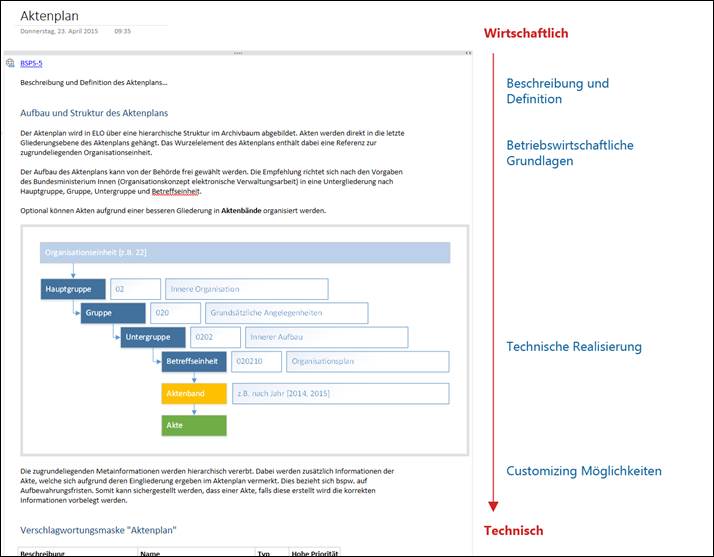 Aktenplan
Donnerstag, 23. April 2015 09:35
BSPS-5
Beschreibung und Definition des Aktenplans...
Aufbau und Struktur des Aktenplans
Der Aktenplan wird in ELO über eine hierarchische Struktur im Archivbaum abgebildet. Akten werden direkt in die letzte
Gliederungsebene des Aktenplans gehängt. Das Wurzelelement des Aktenplans enthält dabei eine Referenz zur
zugrundeliegenden Organisationseinheit.
Der Aufbau des Aktenplans kann von der Behörde frei gewählt werden. Die Empfehlung richtet sich nach den Vorgaben
des Bundesministerium Innen (Organisationskonzept elektronische Verwaltungsarbeit) in eine Untergliederung nach
Hauptgruppe, Gruppe, Untergruppe und Betreffseinheit.
Optional können Akten aufgrund einer besseren Gliederung in Aktenbände organisiert werden.
Organisationseinheit [z.B. 22]
Hauptgruppe 02 Innere Organisation
Gruppe 020 Grundsätzliche Angelegenheiten
Untergruppe 0202 Innerer Aufbau
Betreffseinheit 020210 Organisationsplan
Aktenband z.B. nach Jahr [2014, 2015]
Akte
Die zugrundeliegenden Metainformationen werden hierarchisch vererbt. Dabei werden zusätzlich Informationen der
Akte, welche sich aufgrund deren Eingliederung ergeben im Aktenplan vermerkt. Dies bezieht sich bspw. auf
Aufbewahrungsfristen. Somit kann sichergestellt werden, dass einer Akte, falls diese erstellt wird die korrekten
Informationen vorbelegt werden.
Verschlagwortungsmaske "Aktenplan"
Beschreibung Name Typ Hohe Priorität
Wirtschaftlich
Beschreibung und
Definition
Betriebswirtschaftliche
Grundlagen
Technische Realisierung
Customizing Möglichkeiten
Technisch